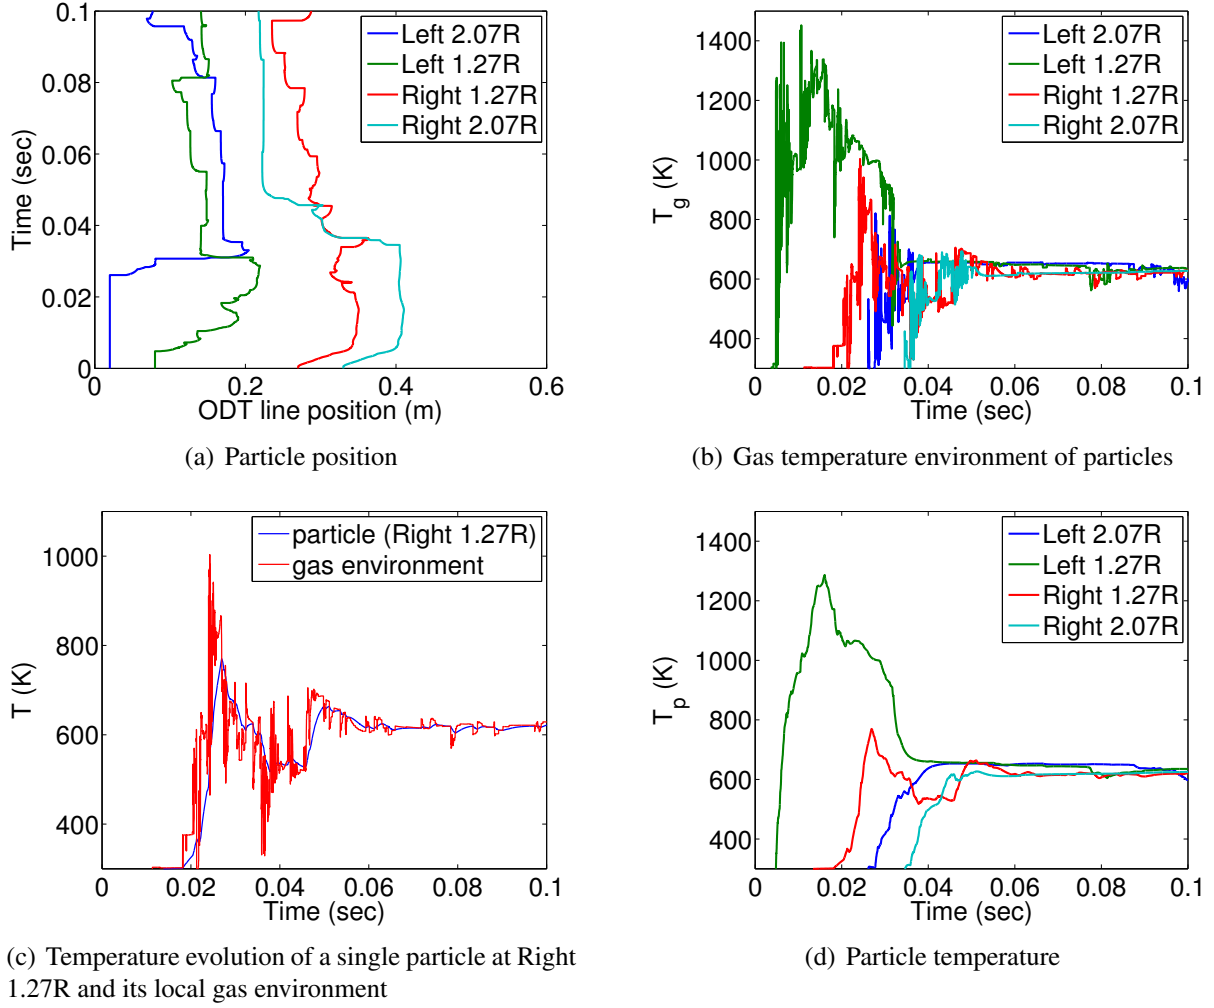 0.1
0.08
0.06
0.04
0.02
0
Time (sec)
0
0.2
0.4
0.6
ODT line position (m)
Left 2.07R
Left 1.27R
Right 1.27R
Right 2.07R
(a) Particle position
1400
1200
1000
800
600
400
T_g (K)
0
0.02
0.04
0.06
0.08
0.1
Time (sec)
Left 2.07R
Left 1.27R
Right 1.27R
Right 2.07R
(b) Gas temperature environment of particles
1000
800
600
400
T (K)
0
0.02
0.04
0.06
0.08
0.1
Time (sec)
particle (Right 1.27R)
gas environment
(c) Temperature evolution of a single particle at Right
1.27R and its local gas environment
1400
1200
1000
800
600
400
T_p (K)
0
0.02
0.04
0.06
0.08
0.1
Time (sec)
Left 2.07R
Left 1.27R
Right 1.27R
Right 2.07R
(d) Particle temperature